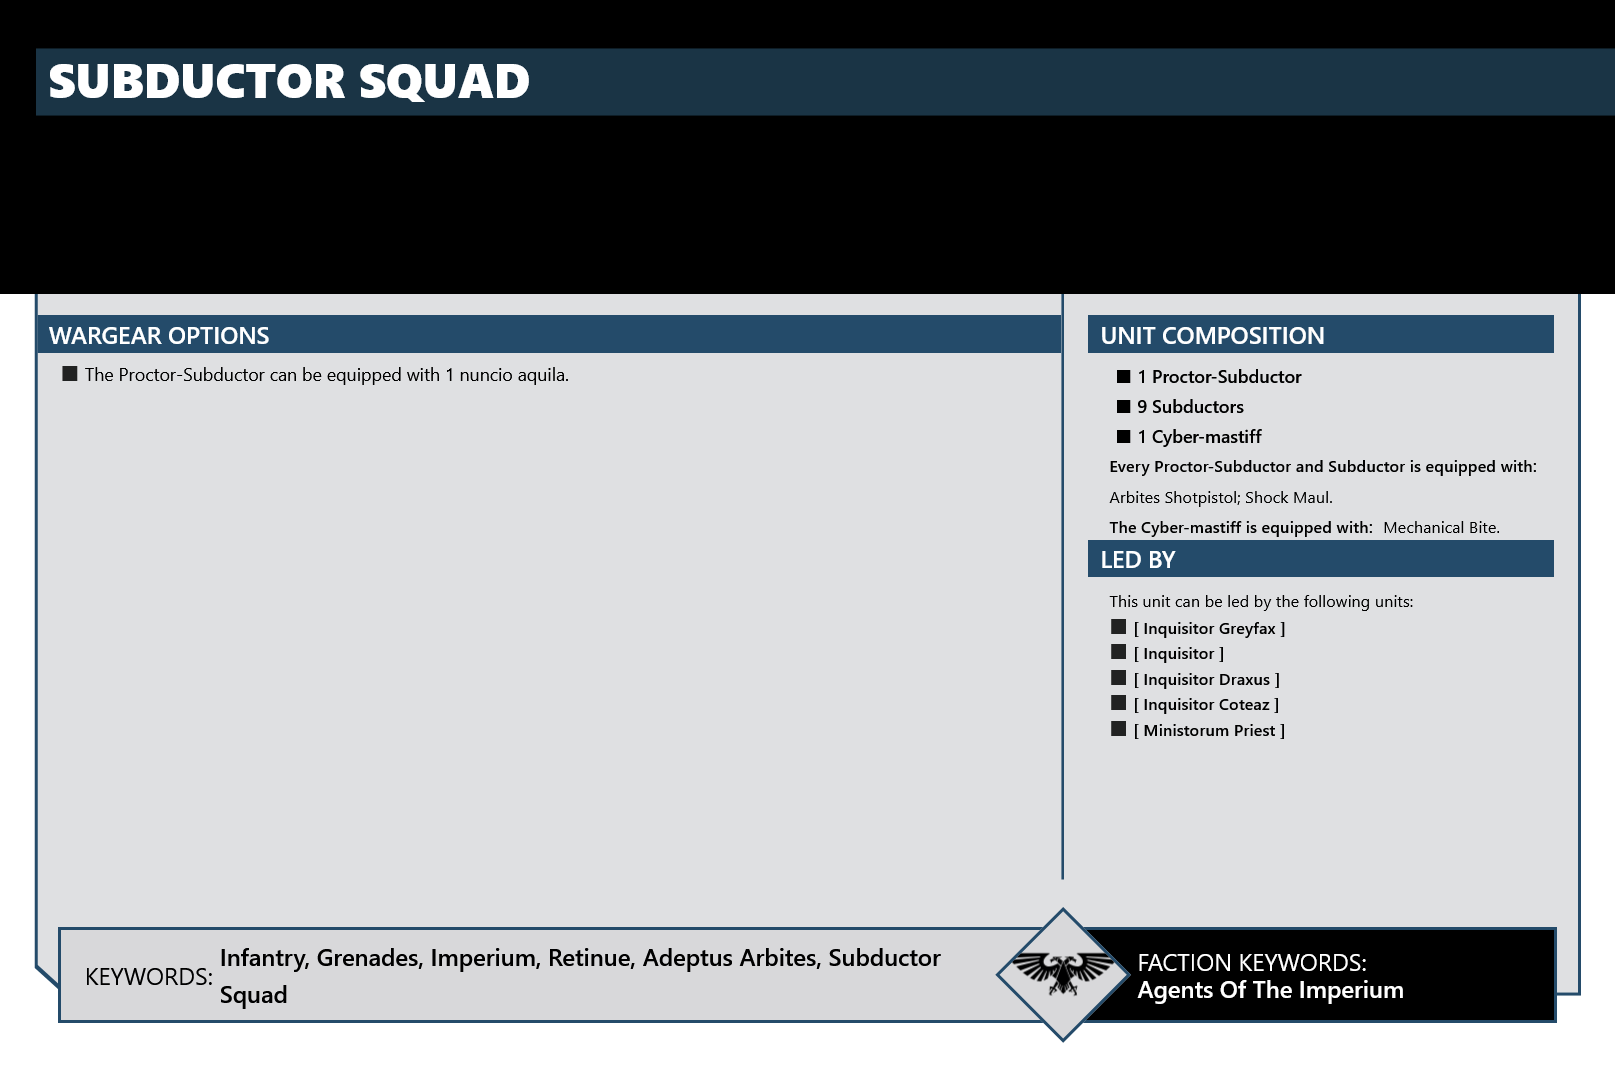 SUBDUCTOR SQUAD
WARGEAR OPTIONS
The Proctor-Subductor can be equipped with 1 nuncio aquila.
UNIT COMPOSITION
1 Proctor-Subductor
9 Subductors
1 Cyber-mastiff
Every Proctor-Subductor and Subductor is equipped with:
Arbites Shotpistol; Shock Maul.
The Cyber-mastiff is equipped with: Mechanical Bite.
LED BY
This unit can be led by the following units:
[ Inquisitor Greyfax ]
[ Inquisitor ]
[ Inquisitor Draxus ]
[ Inquisitor Coteaz ]
[ Ministorum Priest ]
KEYWORDS: Infantry, Grenades, Imperium, Retinue, Adeptus Arbites, Subductor
Squad
FACTION KEYWORDS:
Agents Of The Imperium